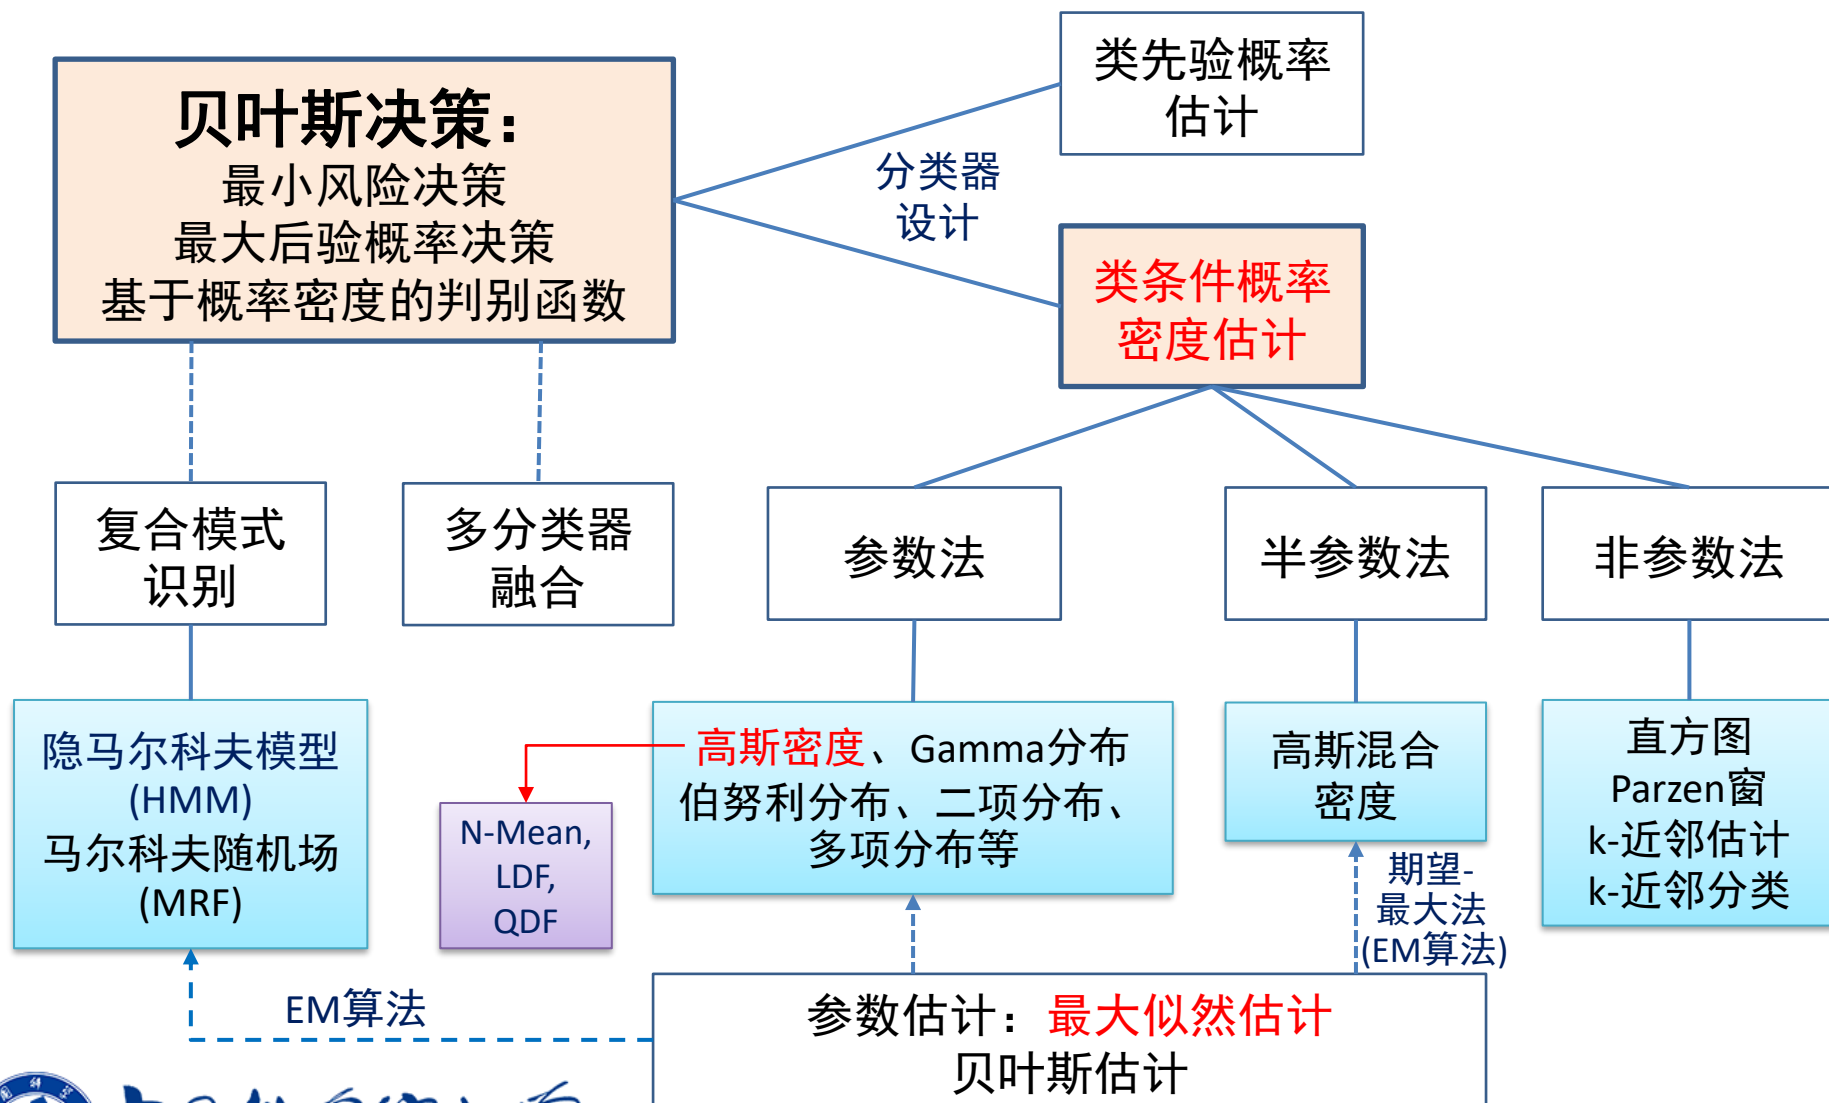 贝叶斯决策：
最小风险决策
最大后验概率决策
基于概率密度的判别函数
类先验概率
估计
分类器
设计
类条件概率
密度估计
复合模式
识别
多分类器
融合
参数法
半参数法
非参数法
隐马尔科夫模型
(HMM)
马尔科夫随机场
(MRF)
N-Mean,
LDF,
QDF
高斯密度、Gamma分布
伯努利分布、二项分布、
多项分布等
高斯混合
密度
直方图
Parzen窗
k-近邻估计
k-近邻分类
期望-
最大法
(EM算法)
EM算法
参数估计：最大似然估计
贝叶斯估计